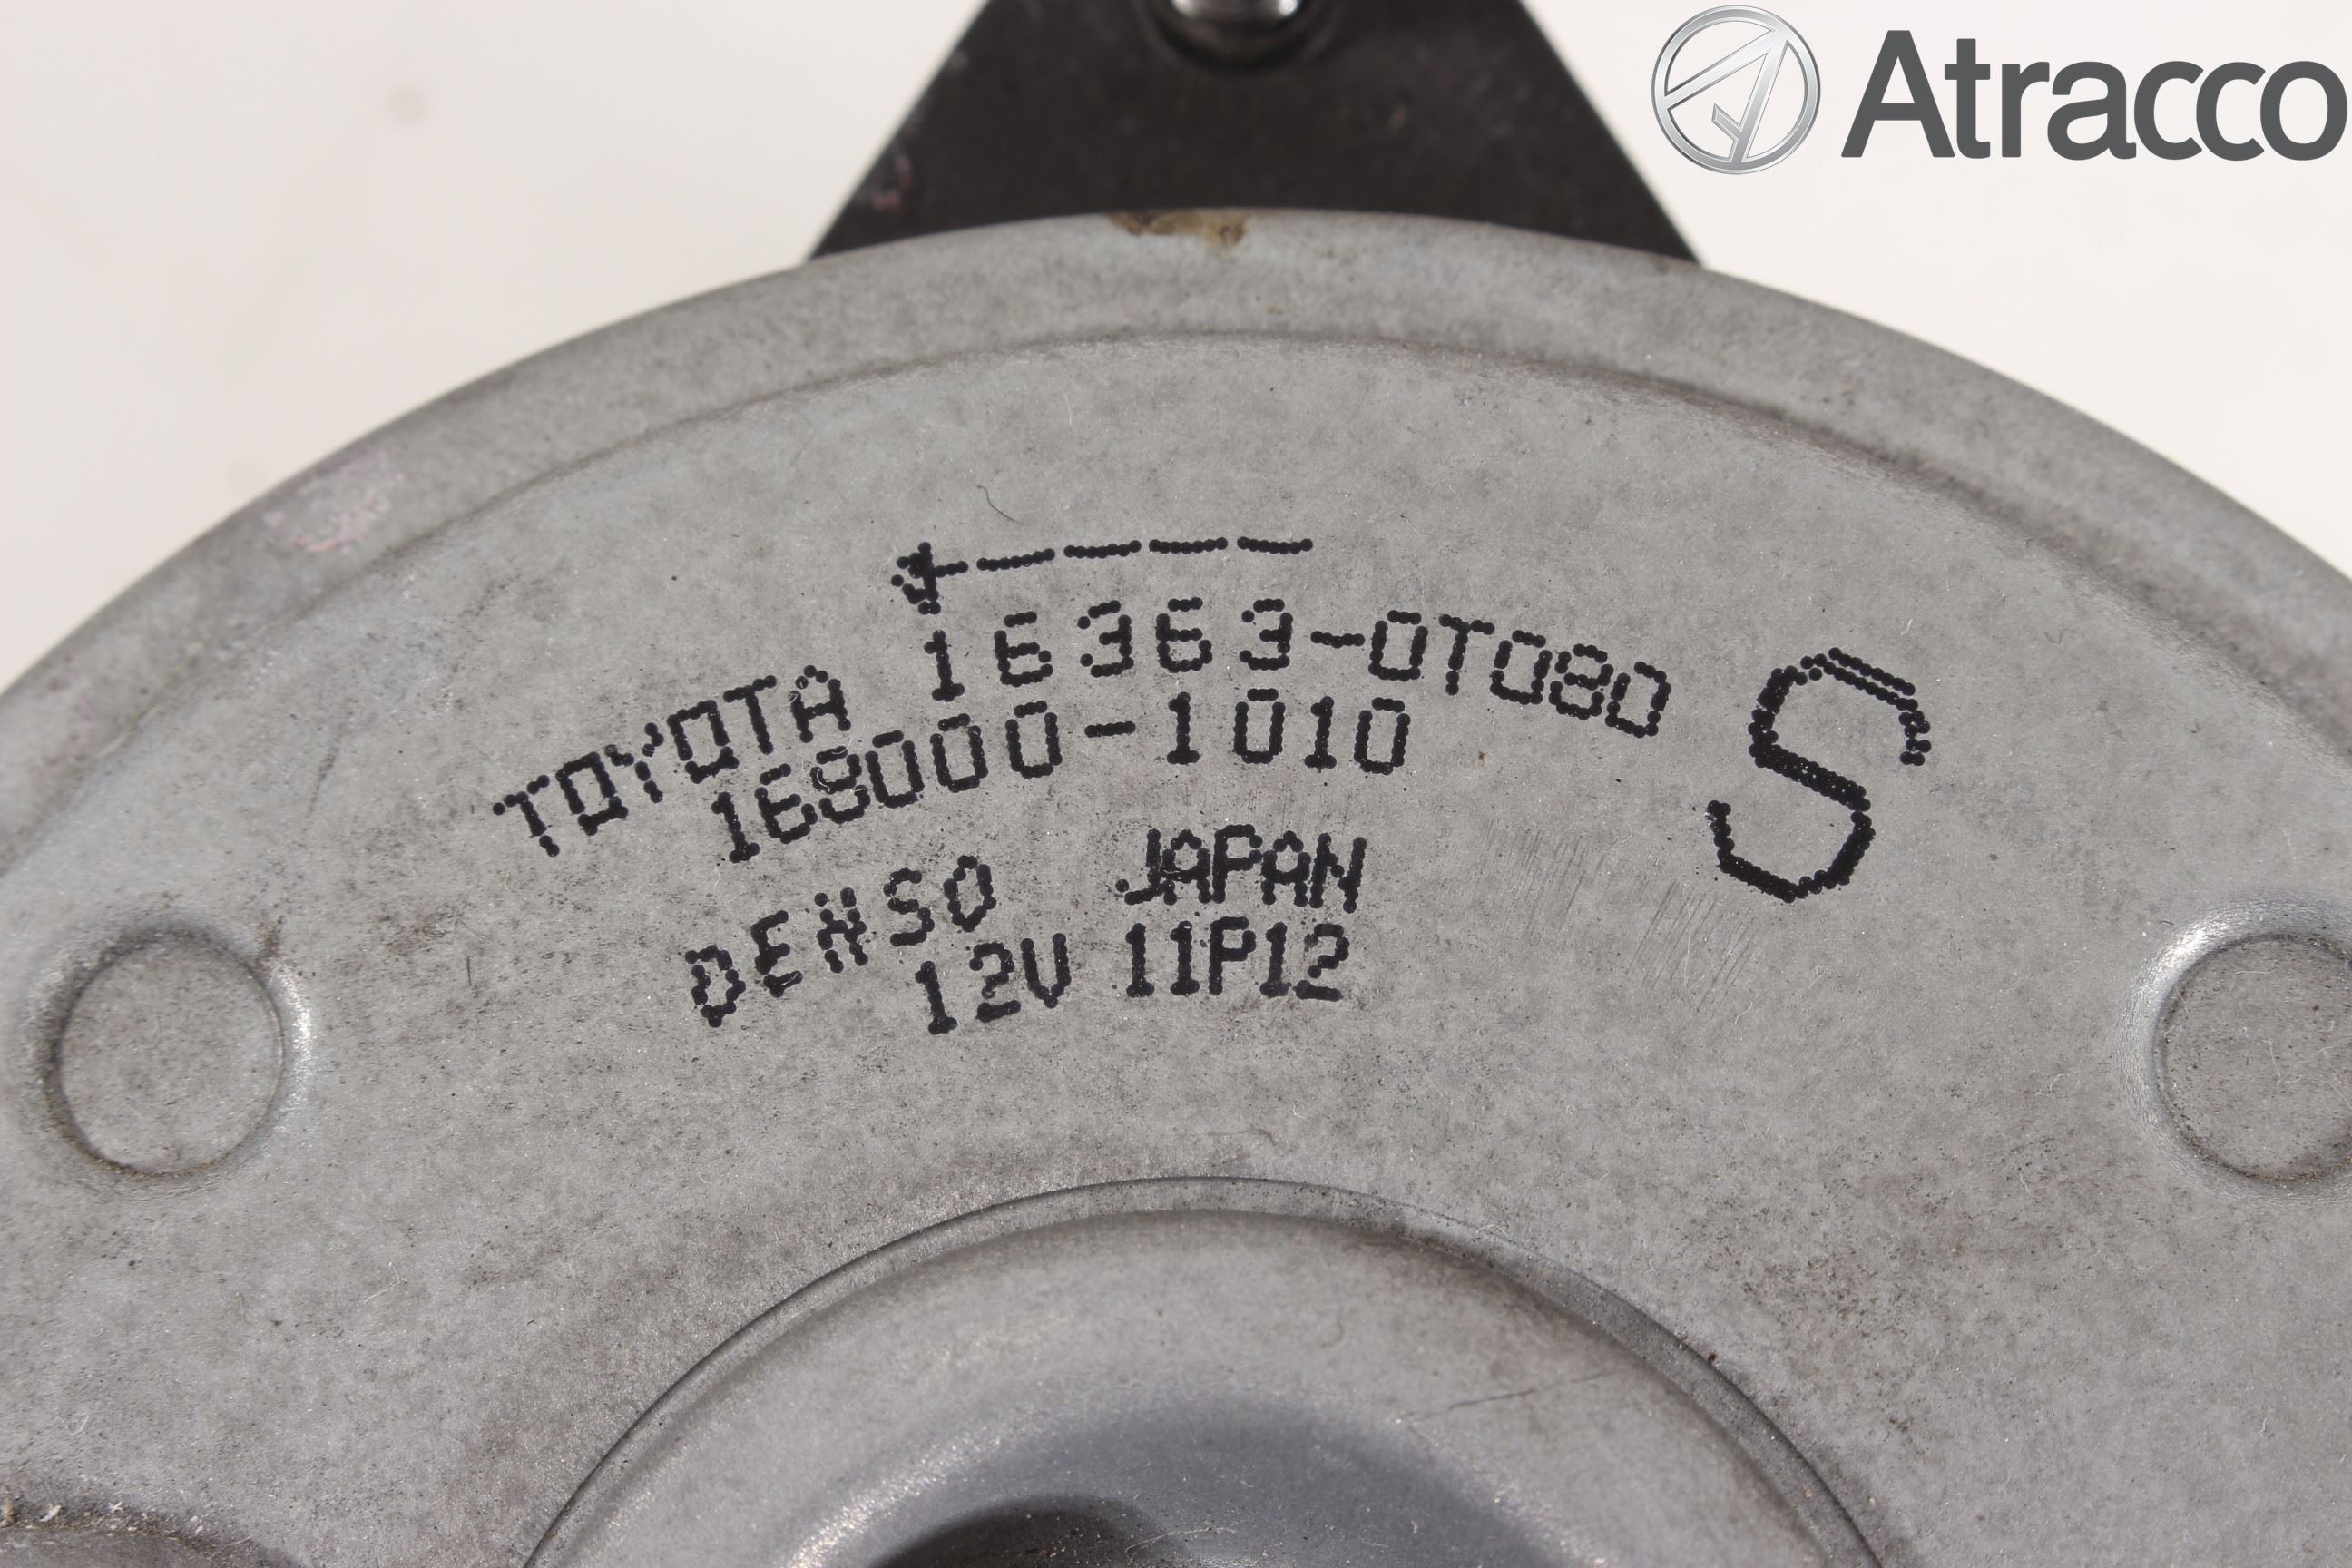 Atracco
TOYOTA 16363-0T080
168000-1010
S
DENSO JAPAN
12V 11P12